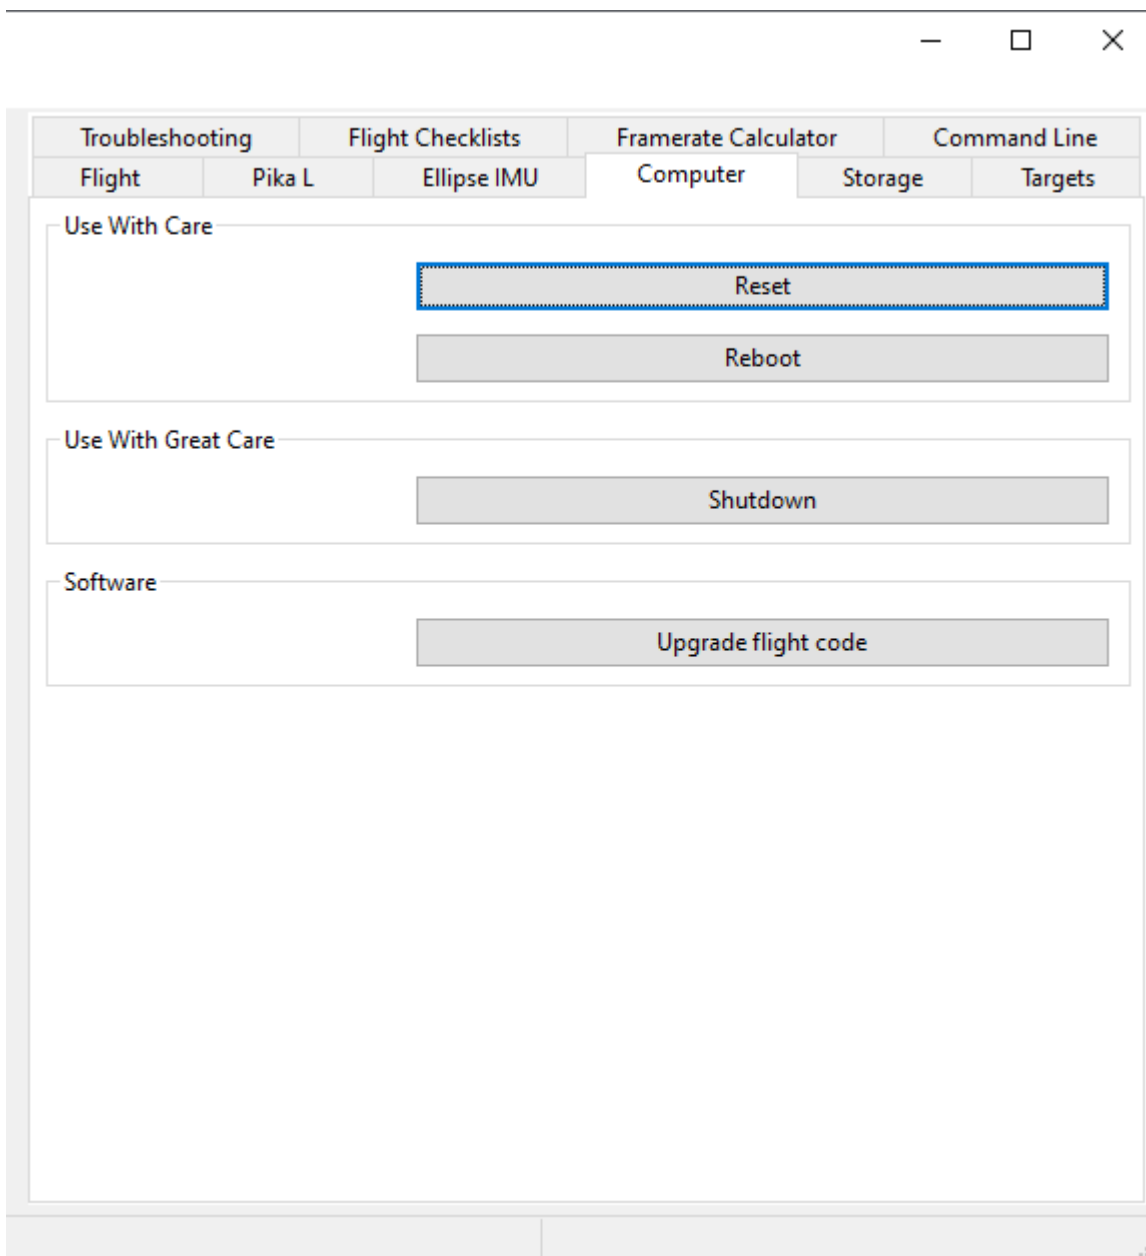 Troubleshooting Flight Checklists Framerate Calculator Command Line
Flight Pika L Ellipse IMU Computer Storage Targets
Use With Care
Reset
Reboot
Use With Great Care
Shutdown
Software
Upgrade flight code